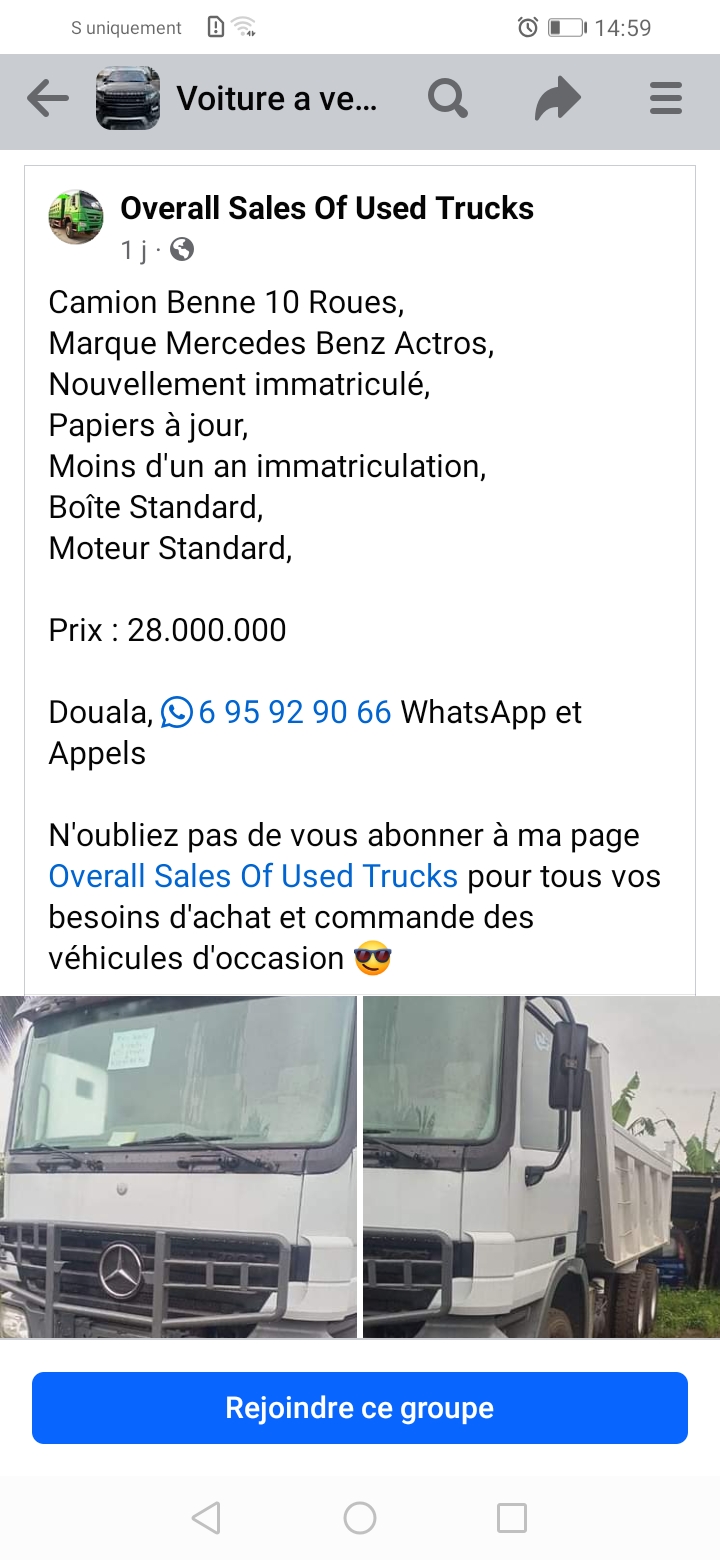 S uniquement
14:59
Voiture a ve...
Overall Sales Of Used Trucks
1 j ·
Camion Benne 10 Roues,
Marque Mercedes Benz Actros,
Nouvellement immatriculé,
Papiers à jour,
Moins d'un an immatriculation,
Boîte Standard,
Moteur Standard,
Prix : 28.000.000
Douala, 6 95 92 90 66 WhatsApp et
Appels
N'oubliez pas de vous abonner à ma page
Overall Sales Of Used Trucks pour tous vos
besoins d'achat et commande des
véhicules d'occasion 😎
Rejoindre ce groupe